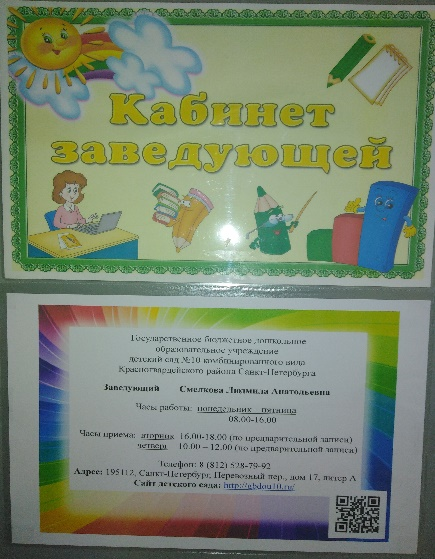 Кабинет
заведующей
Государственное бюджетное дошкольное
образовательное учреждение
детский сад №10 комбинированного вида
Красногвардейского района Санкт-Петербурга
Заведующий Смелкова Людмила Анатольевна
Часы работы: понедельник - пятница
08.00-16.00
Часы приема: вторник 16.00-18.00 (по предварительной записи)
четверг 10.00 – 12.00 (по предварительной записи)
Телефон: 8 (812) 528-79-92
Адрес: 195112, Санкт-Петербург, Перевозный пер., дом 17, литер А
Сайт детского сада: http://gbdou10.ru/